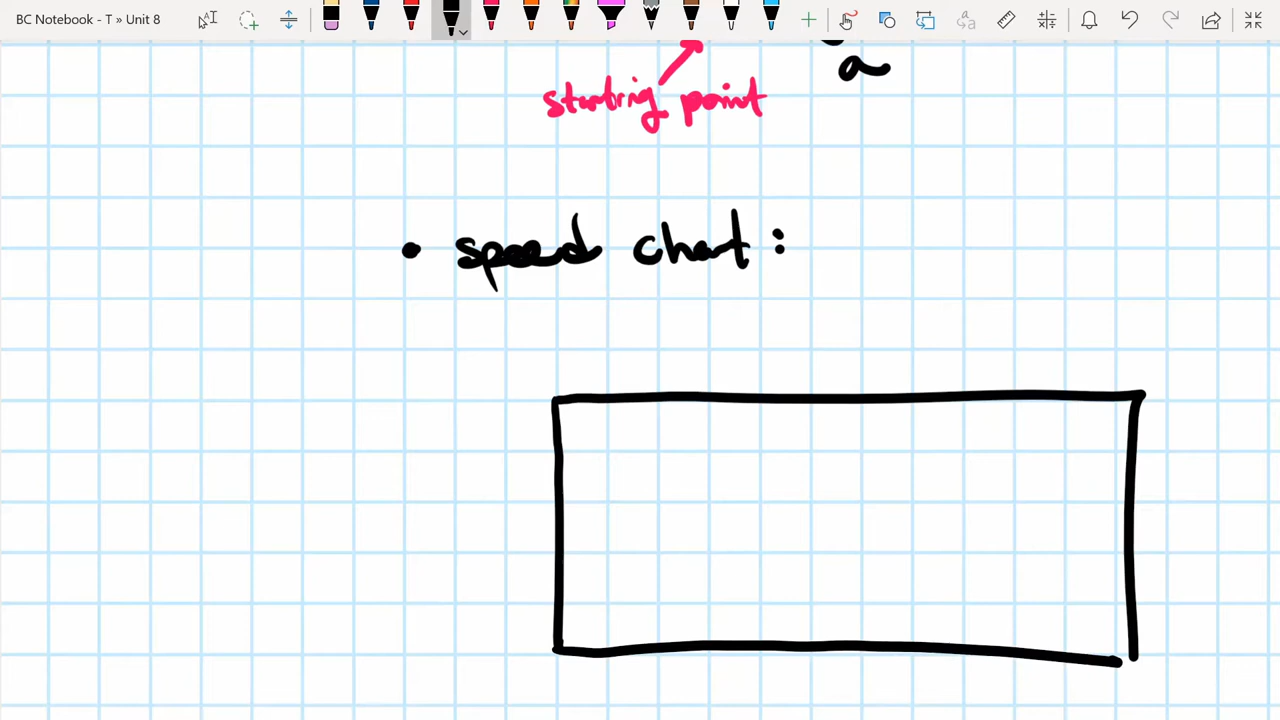 BC Notebook - T » Unit 8
a
starting point
• speed chart :